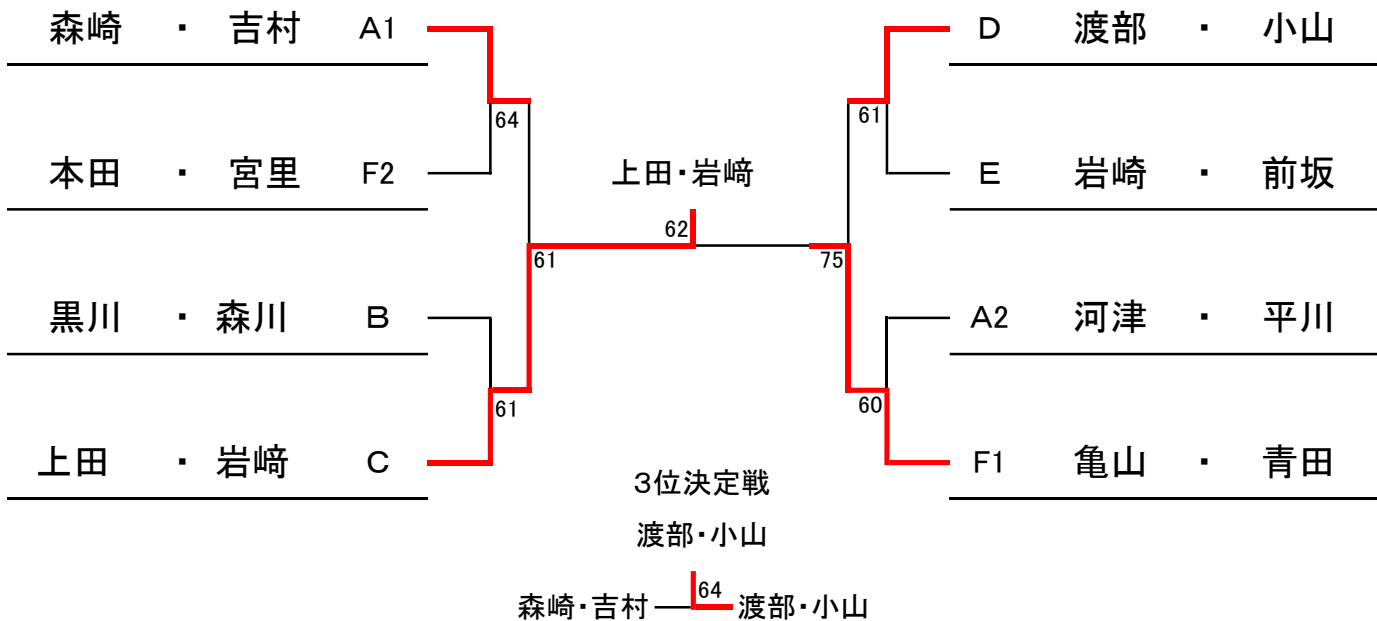 森崎 ・ 吉村 A1
D 渡部 ・ 小山
64
61
本田 ・ 宮里 F2
上田・岩﨑
E 岩崎 ・ 前坂
62
61
75
黒川 ・ 森川 B
A2 河津 ・ 平川
61
60
上田 ・ 岩﨑 C
F1 亀山 ・ 青田
3位決定戦
渡部・小山
64
森崎・吉村
渡部・小山